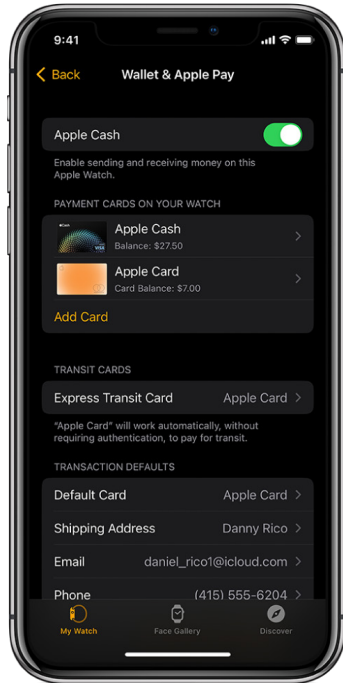 9:41
Back Wallet & Apple Pay
Apple Cash
Enable sending and receiving money on this
Apple Watch.
PAYMENT CARDS ON YOUR WATCH
Apple Cash
Balance: $27.50
Apple Card
Card Balance: $7.00
Add Card
TRANSIT CARDS
Express Transit Card Apple Card
“Apple Card” will work automatically, without
requiring authentication, to pay for transit.
TRANSACTION DEFAULTS
Default Card Apple Card
Shipping Address Danny Rico
Email daniel_rico1@icloud.com
Phone (415) 555-6204
My Watch Face Gallery Discover